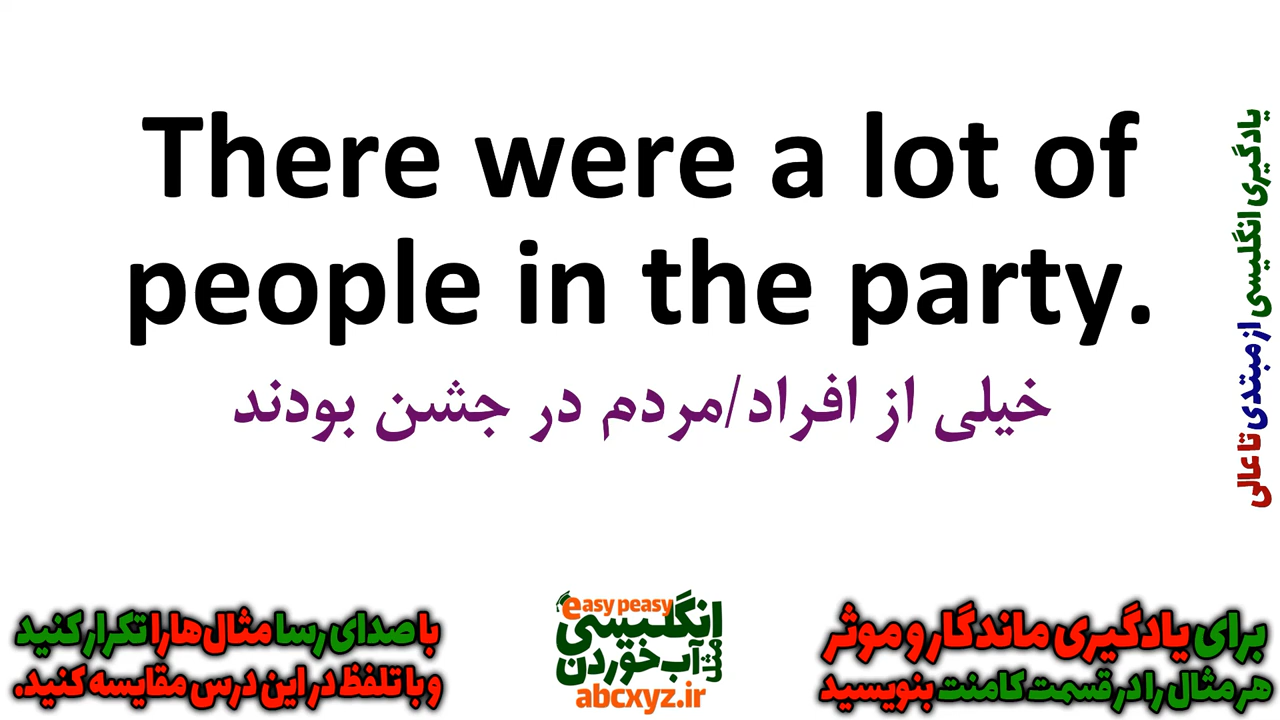 There were a lot of
people in the party.
خیلی از افراد/مردم در جشن بودند
یادگیری انگلیسی از مبتدی تا عالی
با صدای رسا مثال‌ها را تکرار کنید
و با تلفظ در این درس مقایسه کنید.
easy peasy
انگلیسی
مثل آب خوردن
abcxyz.ir
برای یادگیری ماندگار و موثر
هر مثال را در قسمت کامنت بنویسید